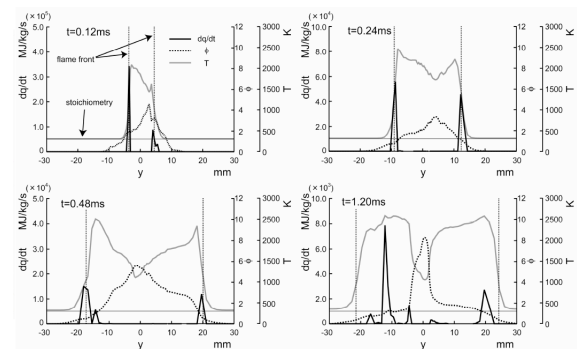 (×10⁵)
5.0
4.0
3.0
2.0
1.0
0
dq/dt MJ/kg/s
t=0.12ms
flame front
stoichiometry
dq/dt
ϕ
T
12
10
8
6
4
2
0
ϕ
3000
2500
2000
1500
1000
500
0
T K
-30 -20 -10 0 10 20 30
y mm
(×10⁴)
10.0
8.0
6.0
4.0
2.0
0
dq/dt MJ/kg/s
t=0.24ms
12
10
8
6
4
2
0
ϕ
3000
2500
2000
1500
1000
500
0
T K
-30 -20 -10 0 10 20 30
y mm
(×10⁴)
5.0
4.0
3.0
2.0
1.0
0
dq/dt MJ/kg/s
t=0.48ms
12
10
8
6
4
2
0
ϕ
3000
2500
2000
1500
1000
500
0
T K
-30 -20 -10 0 10 20 30
y mm
(×10³)
10.0
8.0
6.0
4.0
2.0
0
dq/dt MJ/kg/s
t=1.20ms
12
10
8
6
4
2
0
ϕ
3000
2500
2000
1500
1000
500
0
T K
-30 -20 -10 0 10 20 30
y mm